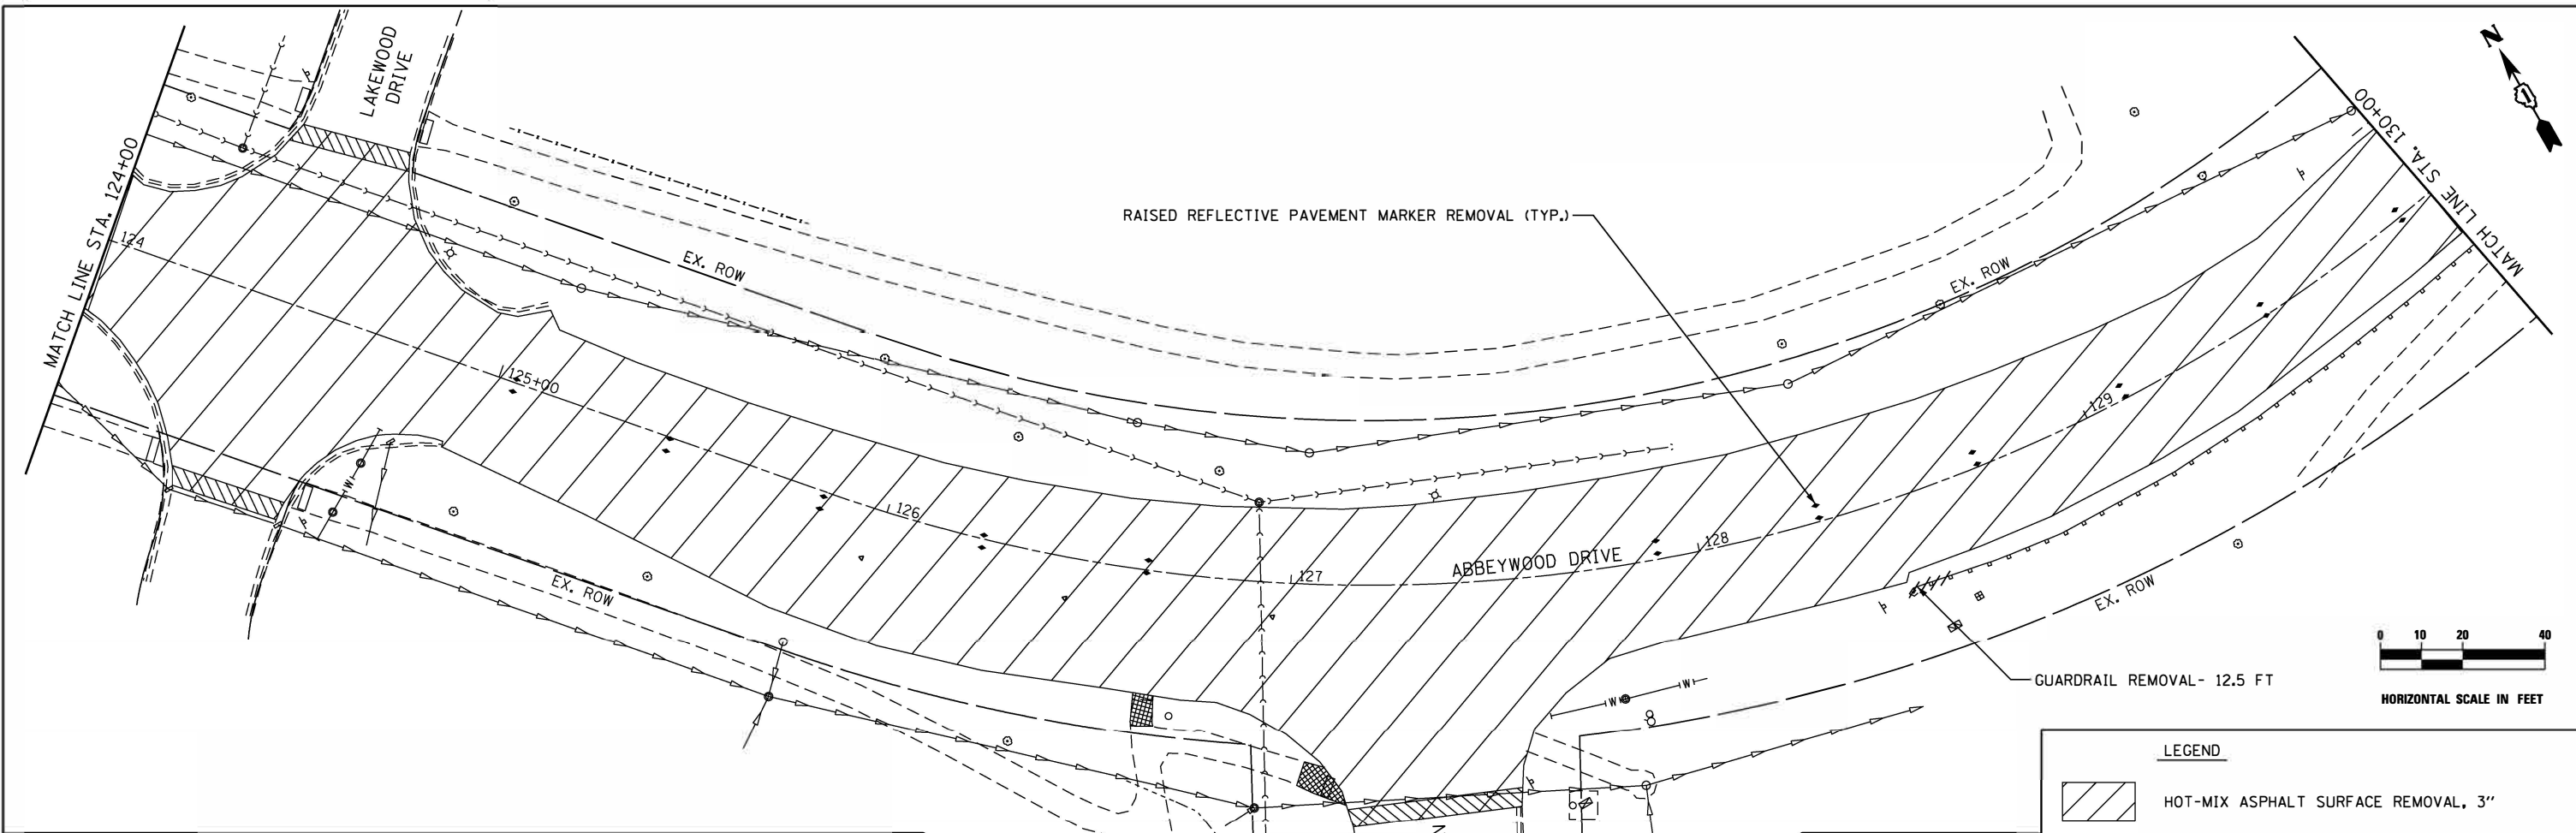 LAKEWOOD
DRIVE
N
MATCH LINE STA. 124+00
MATCH LINE STA. 130+00
RAISED REFLECTIVE PAVEMENT MARKER REMOVAL (TYP.)
124
EX. ROW
EX. ROW
125+00
129
W
126
128
ABBEYWOOD DRIVE
127
EX. ROW
EX. ROW
0 10 20 40
HORIZONTAL SCALE IN FEET
GUARDRAIL REMOVAL- 12.5 FT
W W
LEGEND
HOT-MIX ASPHALT SURFACE REMOVAL, 3"